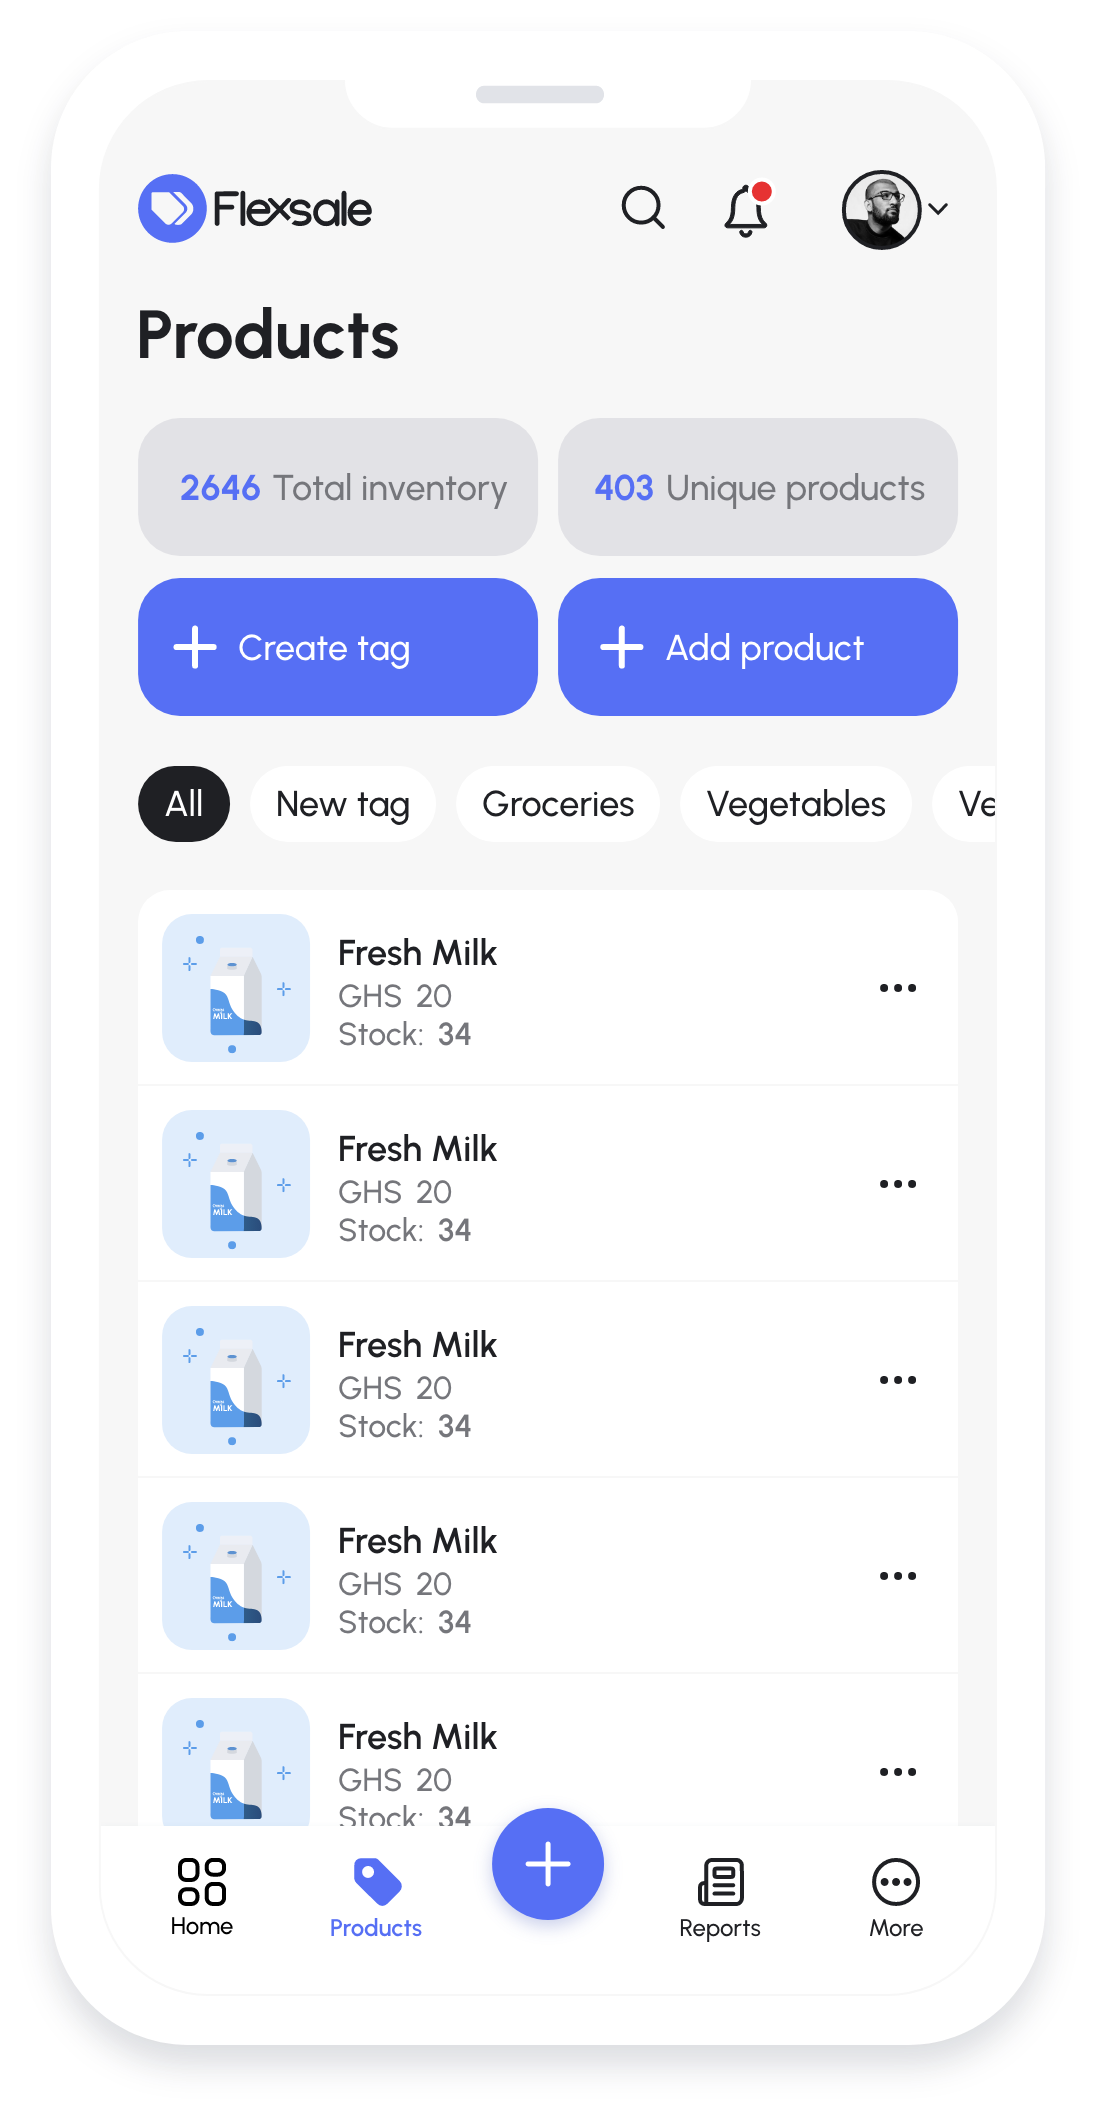 Flexsale
Products
2646 Total inventory
403 Unique products
Create tag
Add product
All
New tag
Groceries
Vegetables
Ve
Fresh Milk
GHS 20
Stock: 34
MILK
Fresh Milk
GHS 20
Stock: 34
MILK
Fresh Milk
GHS 20
Stock: 34
MILK
Fresh Milk
GHS 20
Stock: 34
MILK
Fresh Milk
GHS 20
Stock: 34
MILK
Home
Products
Reports
More